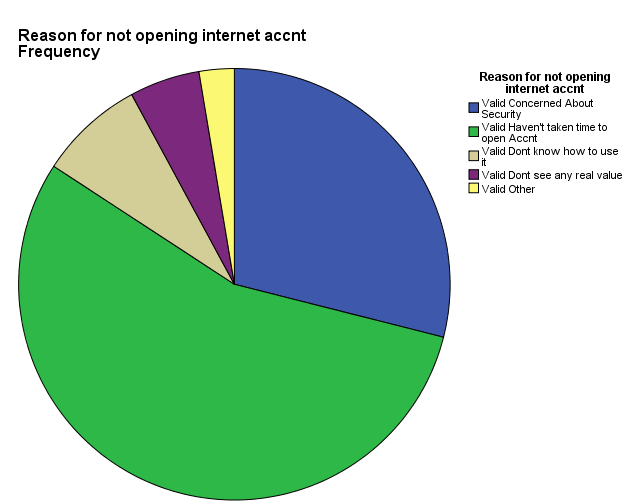 Reason for not opening internet accnt
Frequency
Reason for not opening
internet accnt
Valid Concerned About
Security
Valid Haven't taken time to
open Accnt
Valid Dont know how to use
it
Valid Dont see any real value
Valid Other